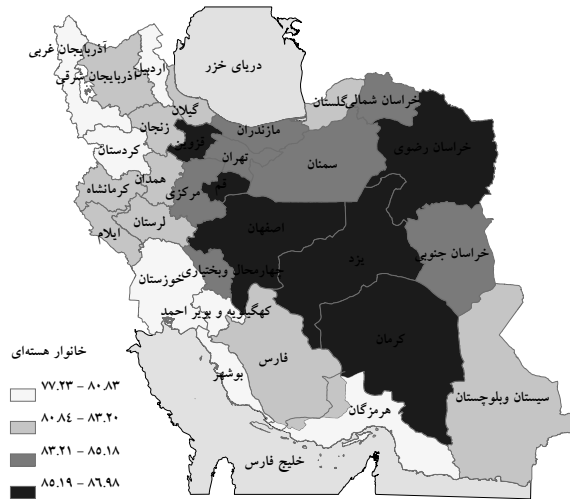 آذربایجان غربی
آذربایجان شرقی
اردبیل
دریای خزر
گیلان
گلستان
خراسان شمالی
مازندران
خراسان رضوی
زنجان
قزوین
تهران
سمنان
کردستان
همدان
قم
مرکزی
کرمانشاه
لرستان
اصفهان
ایلام
یزد
خراسان جنوبی
چهارمحال وبختیاری
خوزستان
کهگیلویه و بویر احمد
کرمان
فارس
بوشهر
سیستان وبلوچستان
هرمزگان
خلیج فارس
خانوار هسته‌ای
۷۷.۲۳ - ۸۰.۸۳
۸۰.۸۴ - ۸۳.۲۰
۸۳.۲۱ - ۸۵.۱۸
۸۵.۱۹ - ۸۶.۹۸